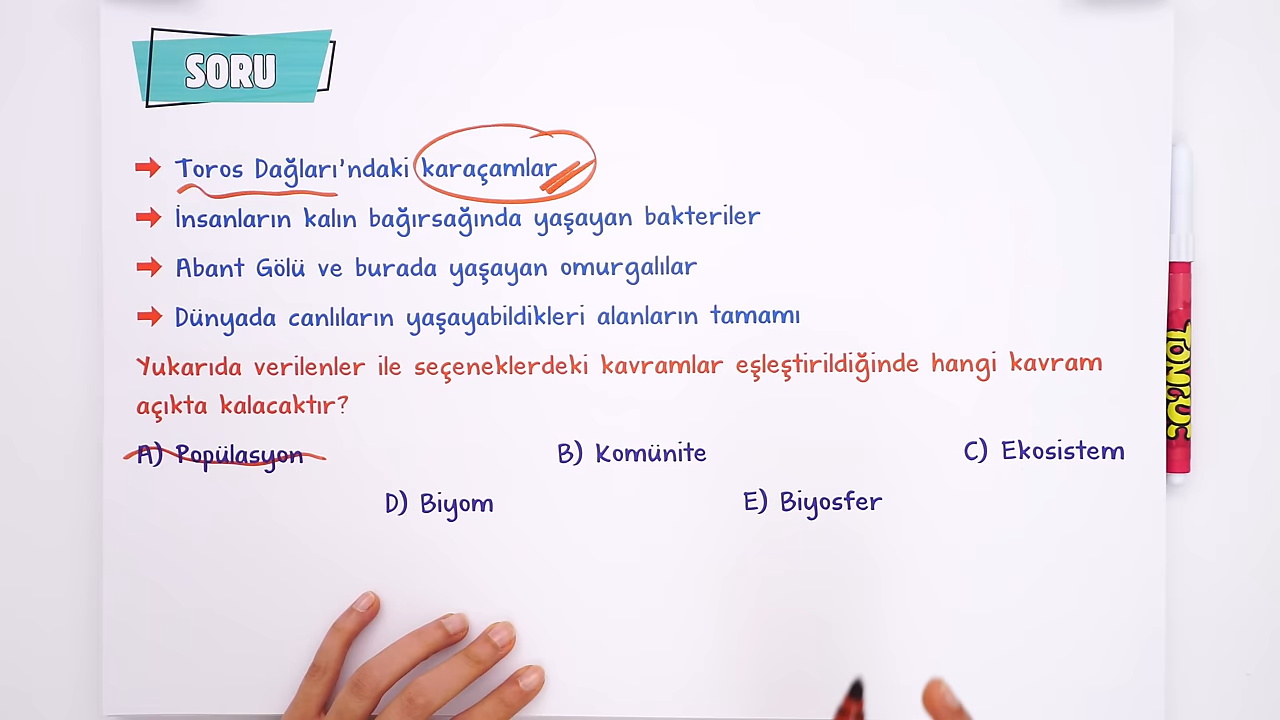 SORU
Toros Dağları'ndaki karaçamlar
İnsanların kalın bağırsağında yaşayan bakteriler
Abant Gölü ve burada yaşayan omurgalılar
Dünyada canlıların yaşayabildikleri alanların tamamı
Yukarıda verilenler ile seçeneklerdeki kavramlar eşleştirildiğinde hangi kavram
açıkta kalacaktır?
A) Popülasyon B) Komünite C) Ekosistem
D) Biyom E) Biyosfer